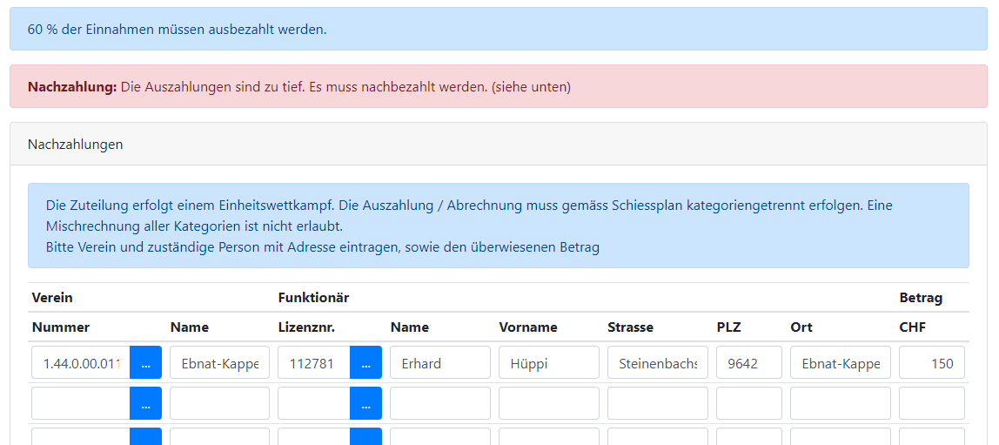 60 % der Einnahmen müssen ausbezahlt werden.
Nachzahlung: Die Auszahlungen sind zu tief. Es muss nachbezahlt werden. (siehe unten)
Nachzahlungen
Die Zuteilung erfolgt einem Einheitswettkampf. Die Auszahlung / Abrechnung muss gemäss Schiessplan kategoriengetrennt erfolgen. Eine
Mischrechnung aller Kategorien ist nicht erlaubt.
Bitte Verein und zuständige Person mit Adresse eintragen, sowie den überwiesenen Betrag
Verein Funktionär Betrag
Nummer Name Lizenznr. Name Vorname Strasse PLZ Ort CHF
1.44.0.00.011 ... Ebnat-Kappe 112781 ... Erhard Hüppi Steinenbachs 9642 Ebnat-Kappe 150
... ...